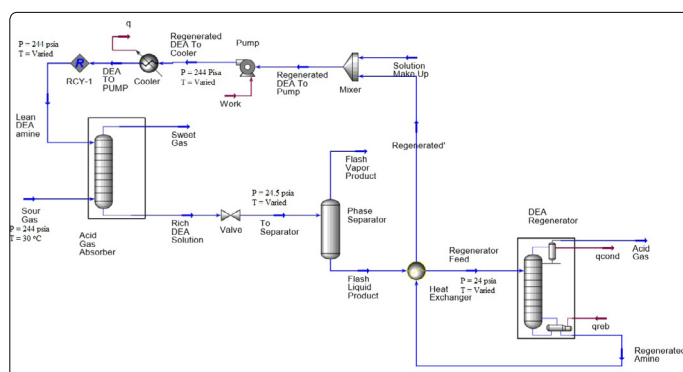 q
Regenerated
DEA To
Cooler
Pump
P = 244 psia
T = Varied
RCY-1
DEA
TO
PUMP
Cooler
P = 244 Pisa
T = Varied
Work
Regenerated
DEA To
Pump
Mixer
Solution
Make Up
Lean
DEA
amine
Sweet
Gas
Regenerated'
Flash
Vapor
Product
Sour
Gas
P = 244 psia
T = 30 °C
Acid
Gas
Absorber
Rich
DEA
Solution
Valve
P = 24.5 psia
T = Varied
To
Separator
Phase
Separator
Flash
Liquid
Product
Heat
Exchanger
Regenerator
Feed
P = 24 psia
T = Varied
DEA
Regenerator
Acid
Gas
qcond
qreb
Regenerated
Amine